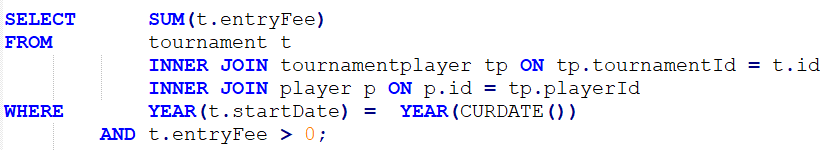 SELECT SUM(t.entryFee)
FROM tournament t
INNER JOIN tournamentplayer tp ON tp.tournamentId = t.id
INNER JOIN player p ON p.id = tp.playerId
WHERE YEAR(t.startDate) = YEAR(CURDATE())
AND t.entryFee > 0;